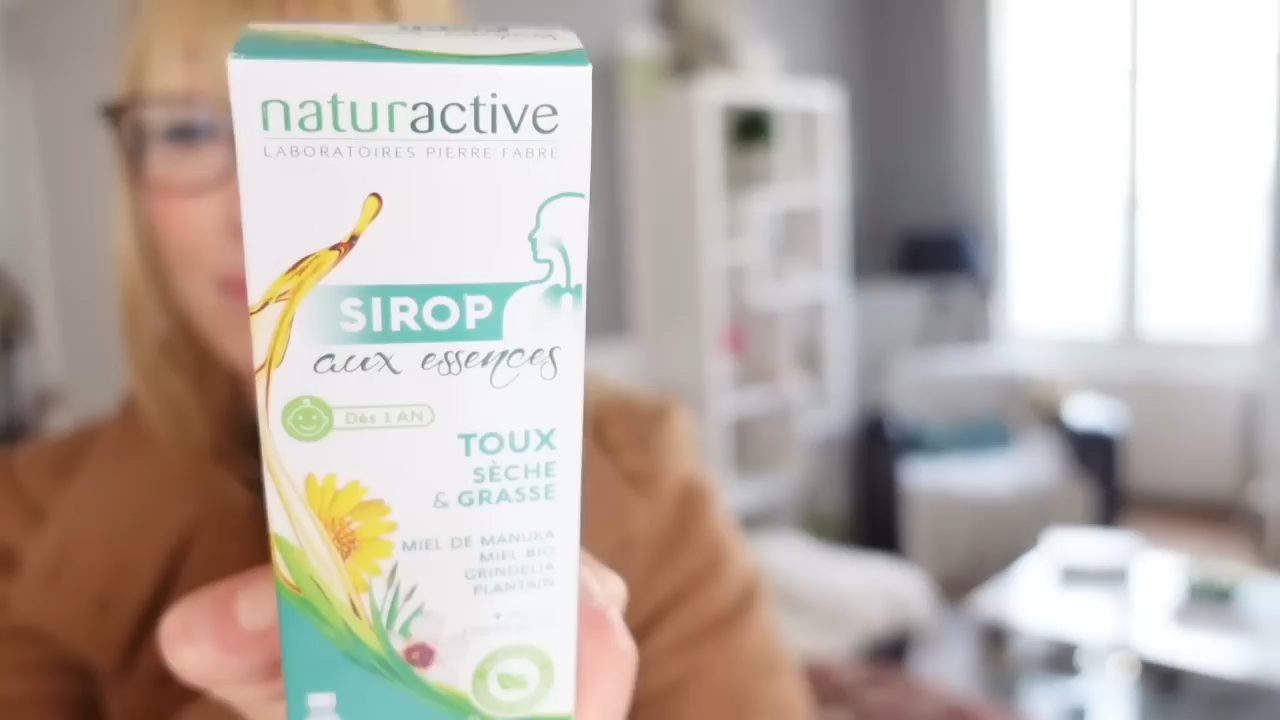 naturactive
LABORATOIRES PIERRE FABRE
SIROP
aux essences
Dès 1 AN
TOUX
SÈCHE
& GRASSE
MIEL DE MANUKA
MIEL BIO
GRINDELIA
PLANTAIN
+